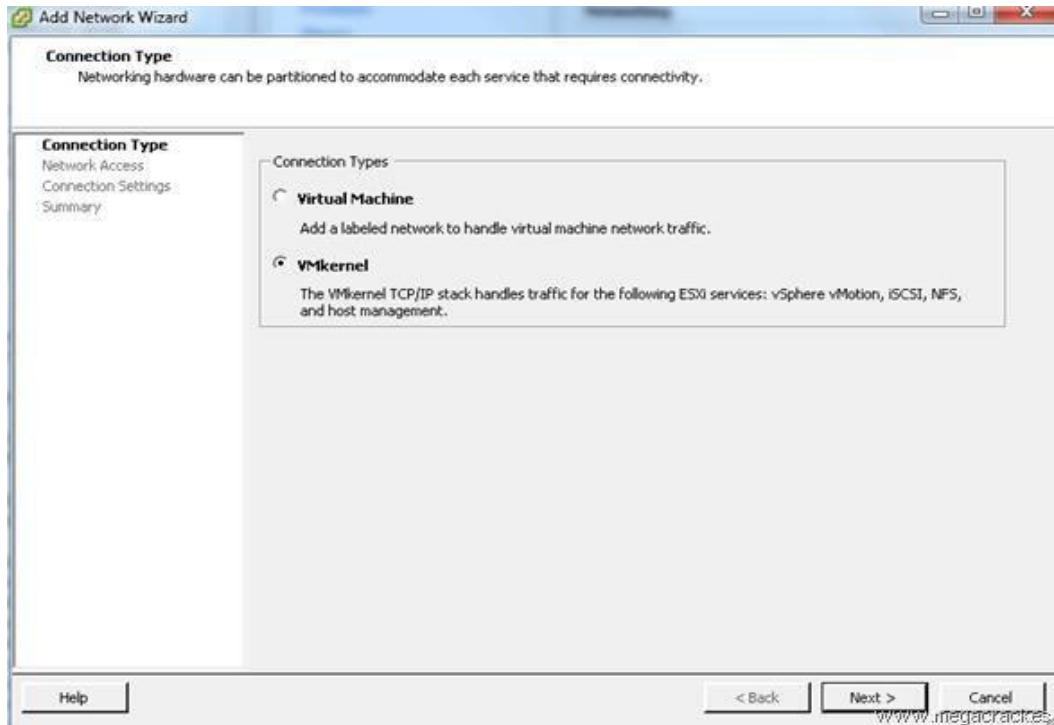 Add Network Wizard
Connection Type
Networking hardware can be partitioned to accommodate each service that requires connectivity.
Connection Type
Network Access
Connection Settings
Summary
Connection Types
Virtual Machine
Add a labeled network to handle virtual machine network traffic.
VMkernel
The VMkernel TCP/IP stack handles traffic for the following ESXi services: vSphere vMotion, iSCSI, NFS,
and host management.
Help
< Back
Next >
Cancel